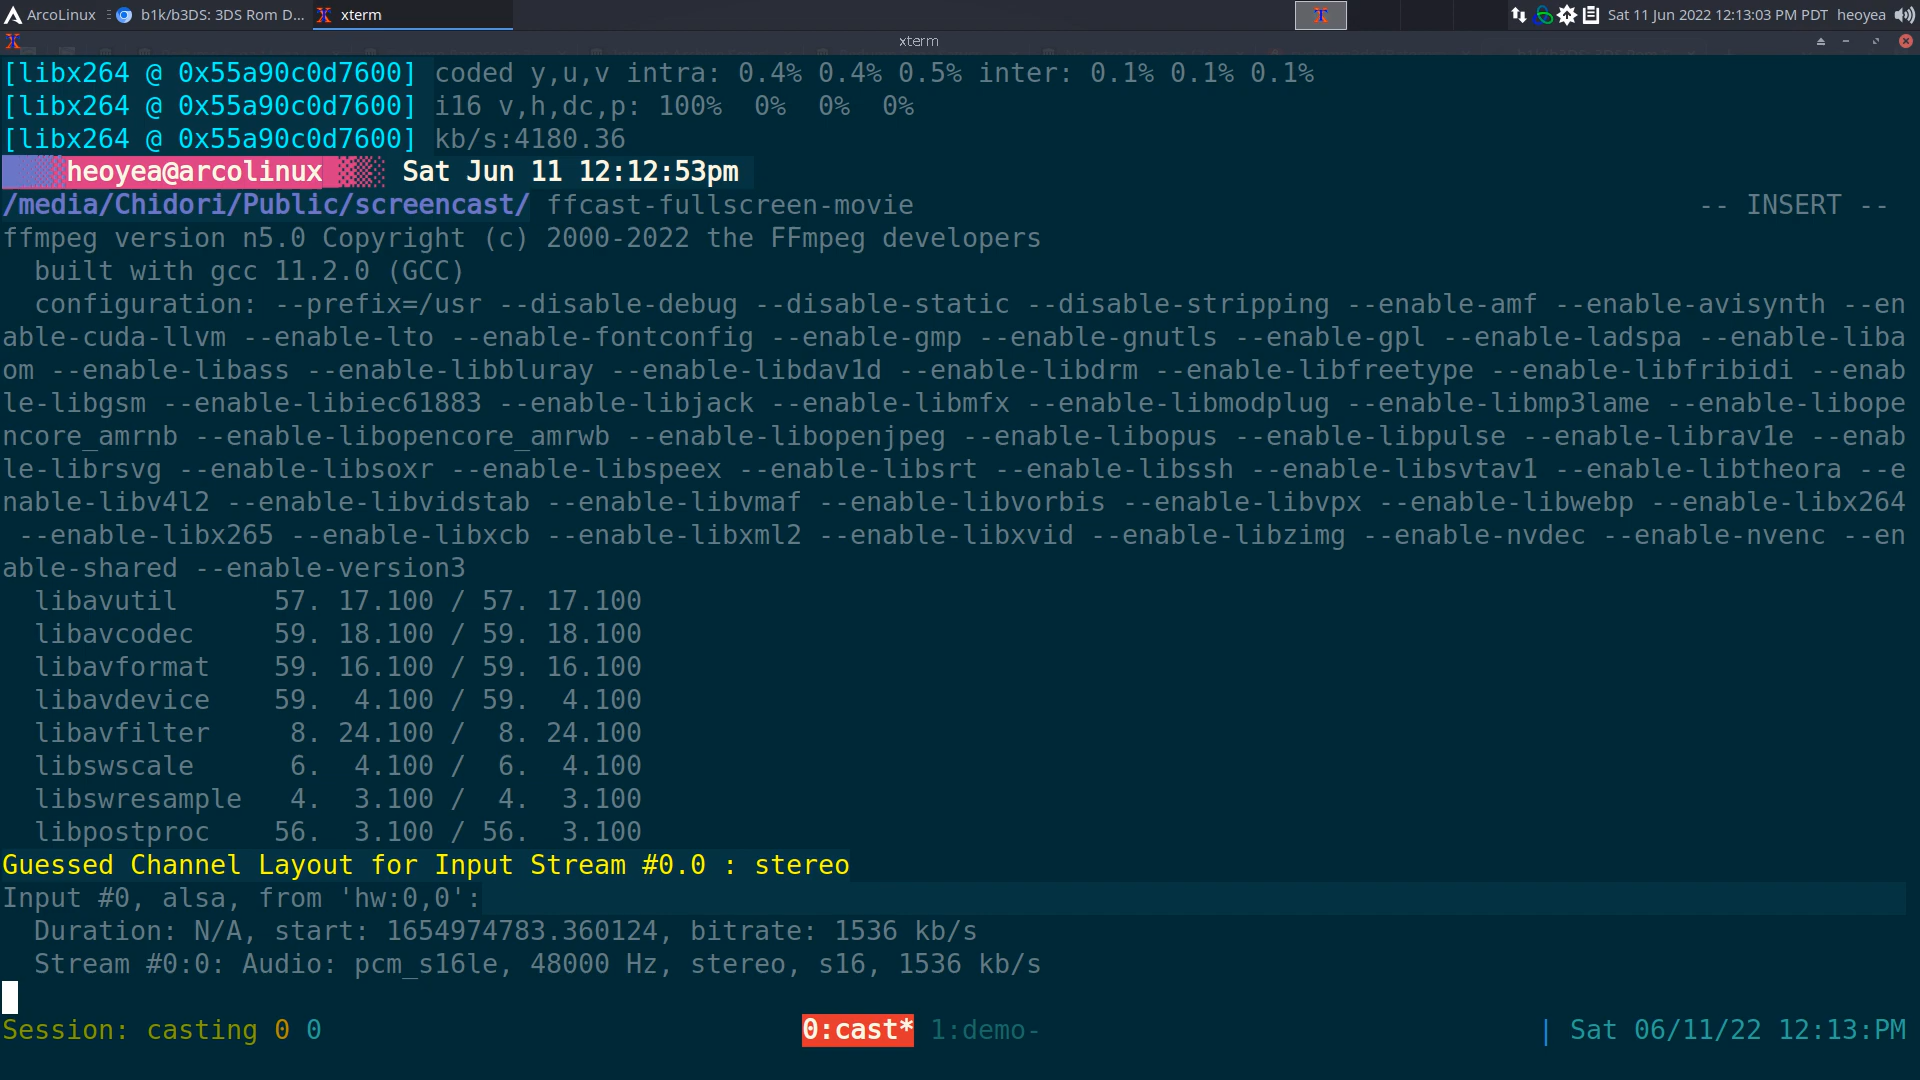 ArcoLinux b1k/b3DS: 3DS Rom D... xterm Sat 11 Jun 2022 12:13:03 PM PDT heoyea
xterm
[libx264 @ 0x55a90c0d7600] coded y,u,v intra: 0.4% 0.4% 0.5% inter: 0.1% 0.1% 0.1%
[libx264 @ 0x55a90c0d7600] i16 v,h,dc,p: 100%  0%  0%  0%
[libx264 @ 0x55a90c0d7600] kb/s:4180.36
heoyea@arcolinux Sat Jun 11 12:12:53pm
/media/Chidori/Public/screencast/ ffcast-fullscreen-movie -- INSERT --
ffmpeg version n5.0 Copyright (c) 2000-2022 the FFmpeg developers
  built with gcc 11.2.0 (GCC)
  configuration: --prefix=/usr --disable-debug --disable-static --disable-stripping --enable-amf --enable-avisynth --en
able-cuda-llvm --enable-lto --enable-fontconfig --enable-gmp --enable-gnutls --enable-gpl --enable-ladspa --enable-liba
om --enable-libass --enable-libbluray --enable-libdav1d --enable-libdrm --enable-libfreetype --enable-libfribidi --enab
le-libgsm --enable-libiec61883 --enable-libjack --enable-libmfx --enable-libmodplug --enable-libmp3lame --enable-libope
ncore_amrnb --enable-libopencore_amrwb --enable-libopenjpeg --enable-libopus --enable-libpulse --enable-librav1e --enab
le-librsvg --enable-libsoxr --enable-libspeex --enable-libsrt --enable-libssh --enable-libsvtav1 --enable-libtheora --e
nable-libv4l2 --enable-libvidstab --enable-libvmaf --enable-libvorbis --enable-libvpx --enable-libwebp --enable-libx264
 --enable-libx265 --enable-libxcb --enable-libxml2 --enable-libxvid --enable-libzimg --enable-nvdec --enable-nvenc --en
able-shared --enable-version3
  libavutil      57. 17.100 / 57. 17.100
  libavcodec     59. 18.100 / 59. 18.100
  libavformat    59. 16.100 / 59. 16.100
  libavdevice    59.  4.100 / 59.  4.100
  libavfilter     8. 24.100 /  8. 24.100
  libswscale      6.  4.100 /  6.  4.100
  libswresample   4.  3.100 /  4.  3.100
  libpostproc    56.  3.100 / 56.  3.100
Guessed Channel Layout for Input Stream #0.0 : stereo
Input #0, alsa, from 'hw:0,0':
  Duration: N/A, start: 1654974783.360124, bitrate: 1536 kb/s
  Stream #0:0: Audio: pcm_s16le, 48000 Hz, stereo, s16, 1536 kb/s
Session: casting 0 0 0:cast* 1:demo- | Sat 06/11/22 12:13:PM